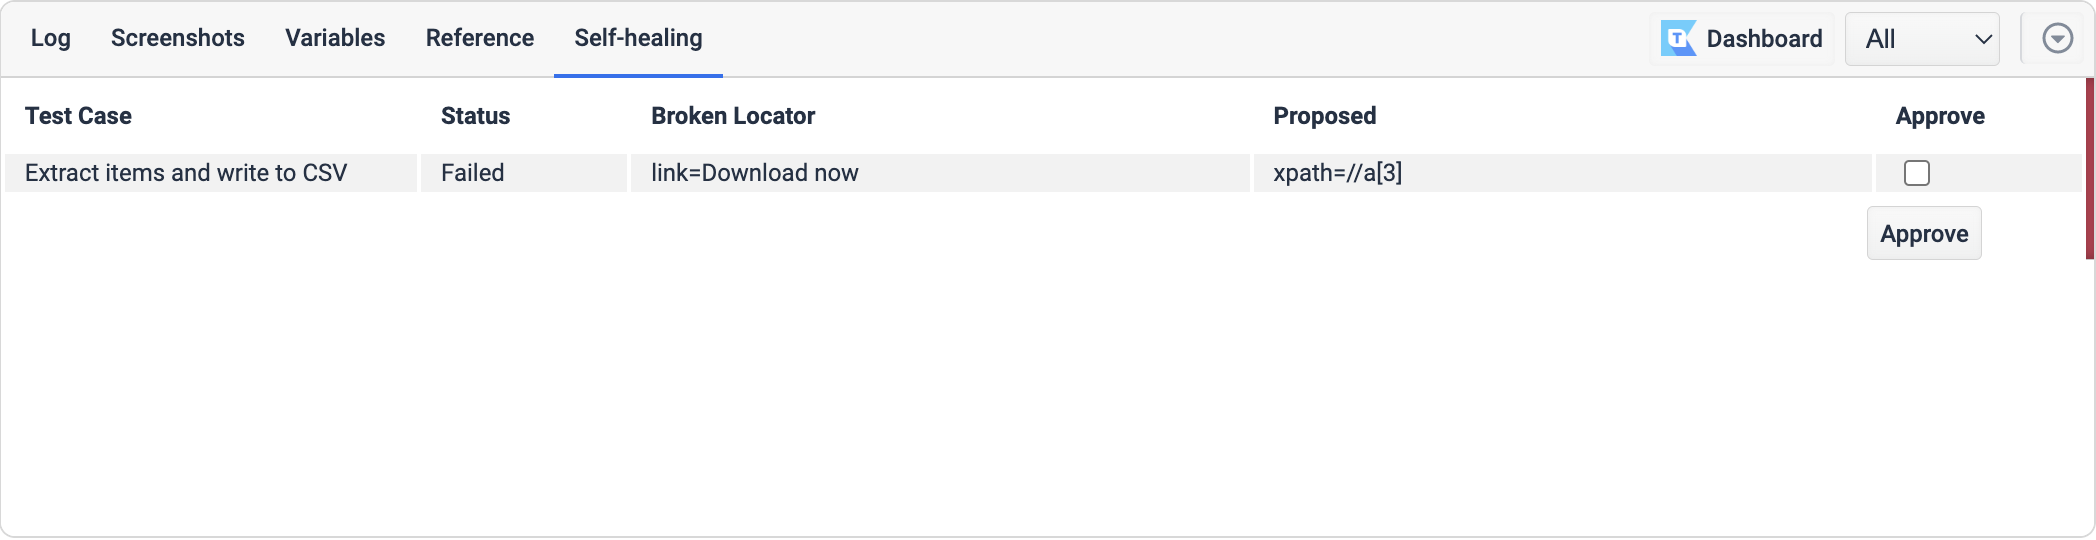 Log Screenshots Variables Reference Self-healing T Dashboard All
Test Case Status Broken Locator Proposed Approve
Extract items and write to CSV Failed link=Download now xpath=//a[3]
Approve